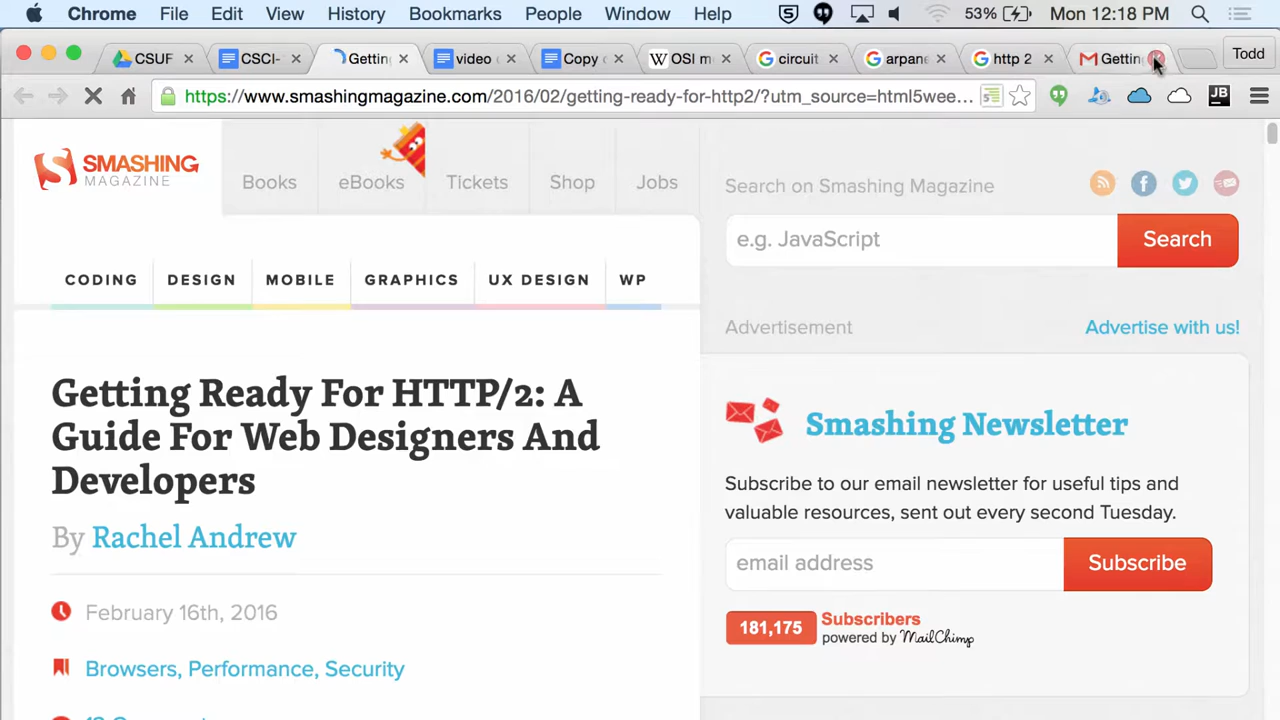 Chrome File Edit View History Bookmarks People Window Help 53% Mon 12:18 PM
CSUF CSCI- Gettin video Copy OSI m circuit arpane http 2 Gettin Todd
https://www.smashingmagazine.com/2016/02/getting-ready-for-http2/?utm_source=html5wee... JB
SMASHING
MAGAZINE
Books eBooks Tickets Shop Jobs
CODING DESIGN MOBILE GRAPHICS UX DESIGN WP
Getting Ready For HTTP/2: A
Guide For Web Designers And
Developers
By Rachel Andrew
February 16th, 2016
Browsers, Performance, Security
Search on Smashing Magazine
e.g. JavaScript Search
Advertisement Advertise with us!
Smashing Newsletter
Subscribe to our email newsletter for useful tips and
valuable resources, sent out every second Tuesday.
email address Subscribe
181,175 Subscribers
powered by MailChimp